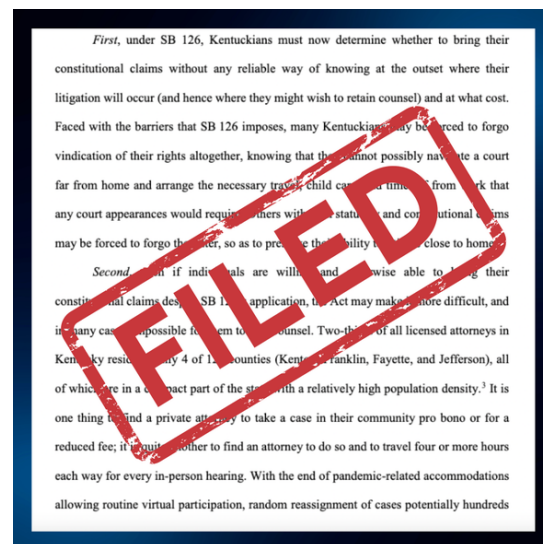 First, under SB 126, Kentuckians must now determine whether to bring their
constitutional claims without any reliable way of knowing at the outset where their
litigation will occur (and hence where they might wish to retain counsel) and at what cost.
Faced with the barriers that SB 126 imposes, many Kentuckians may be forced to forgo
vindication of their rights altogether, knowing that they cannot possibly navigate a court
far from home and arrange the necessary travel, child care and time off from work that
any court appearances would require. Others with statutory and constitutional claims
may be forced to forgo the latter, so as to preserve their ability to close to home.
Second, if individuals are willing and otherwise able to bring their
constitutional claims despite SB 126 application, the Act may make more difficult, and
in many cases impossible for them to counsel. Two-thirds of all licensed attorneys in
Kentucky reside 4 of 120 counties (Kenton, Franklin, Fayette, and Jefferson), all
of which are in a compact part of the state with a relatively high population density.3 It is
one thing to find a private attorney to take a case in their community pro bono or for a
reduced fee; it is quite another to find an attorney to do so and to travel four or more hours
each way for every in-person hearing. With the end of pandemic-related accommodations
allowing routine virtual participation, random reassignment of cases potentially hundreds
FILED